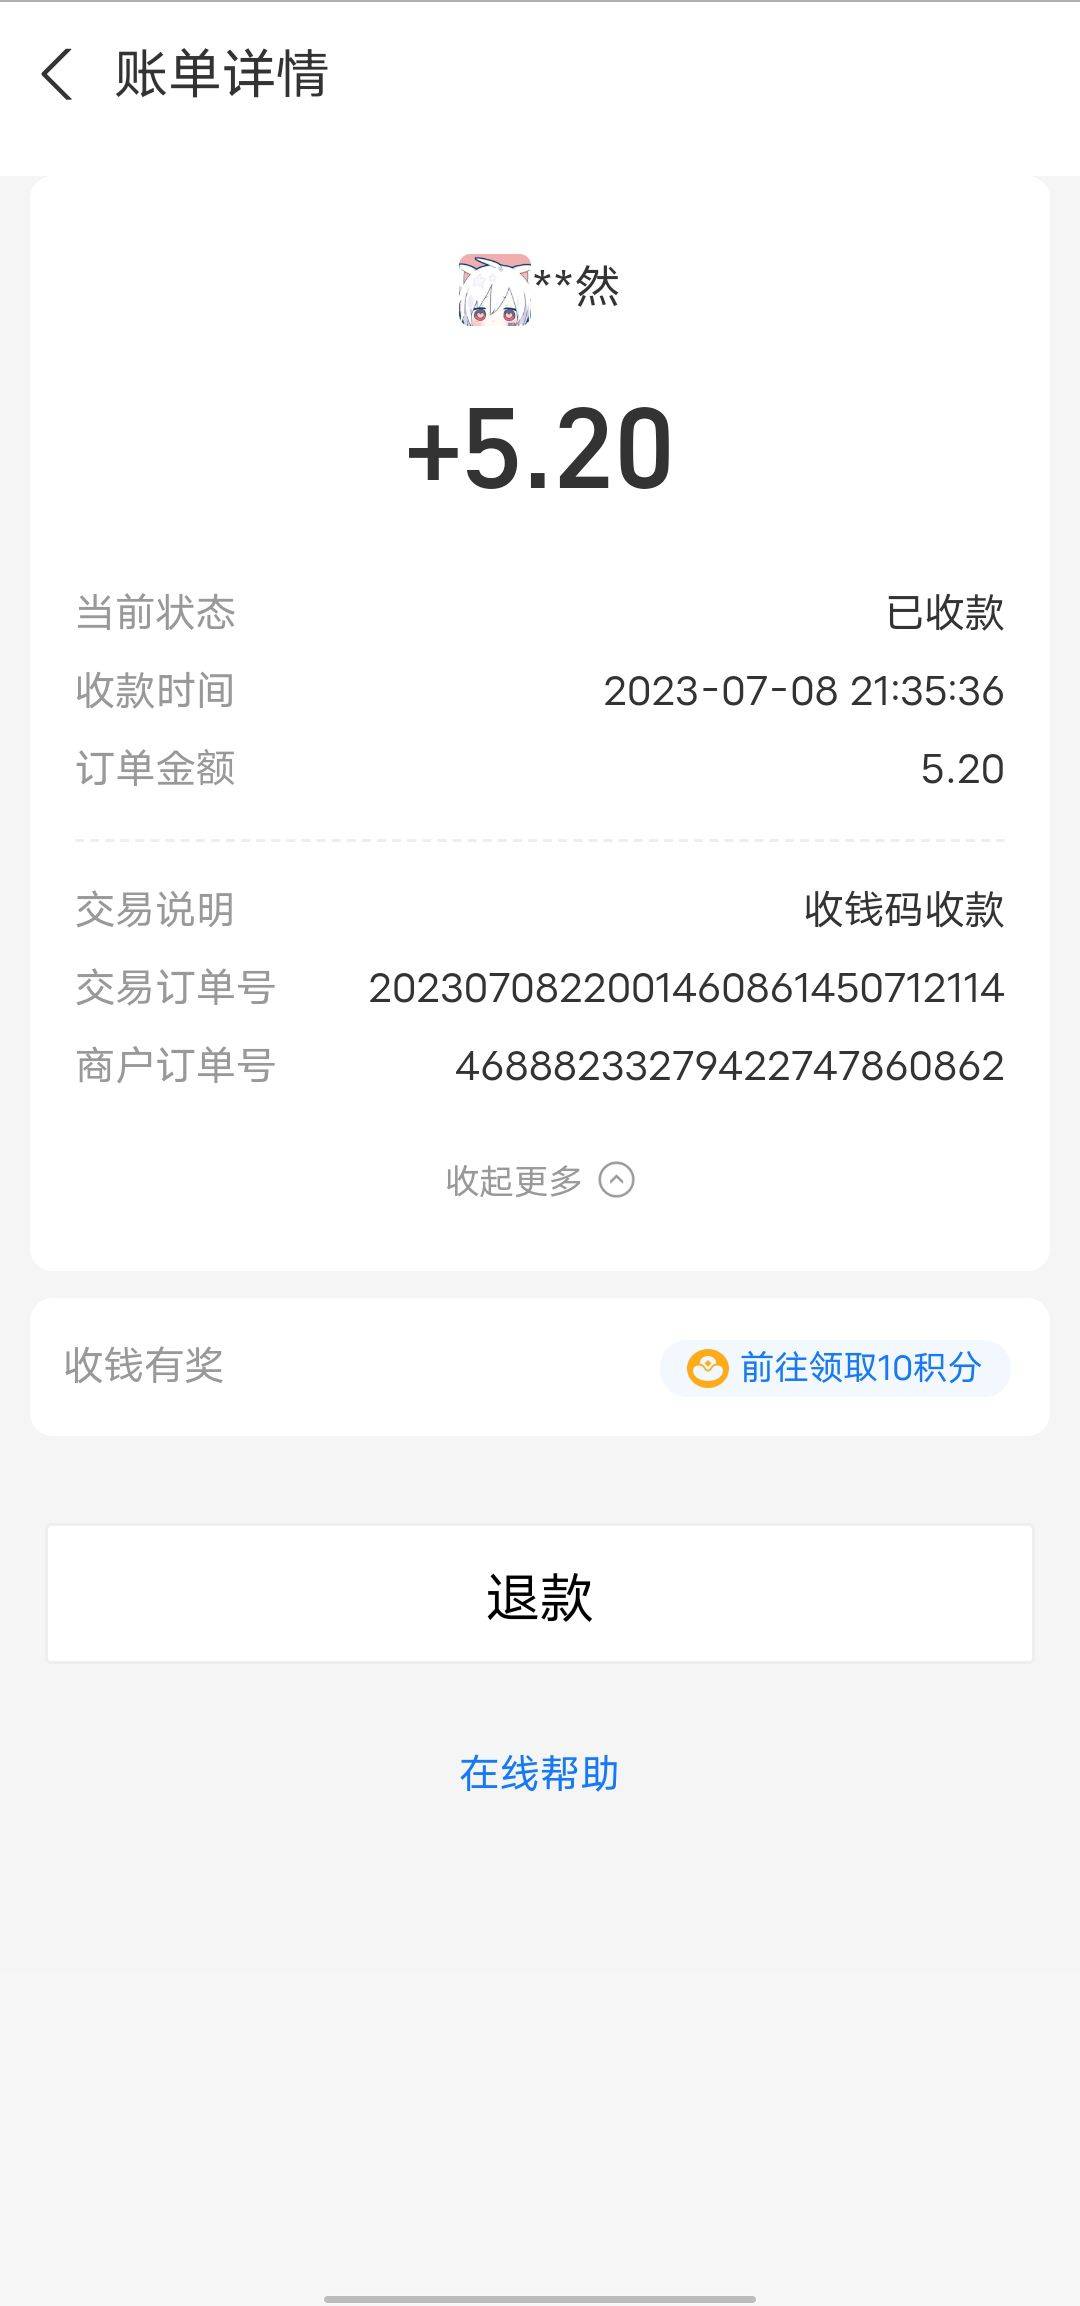 账单详情
**然
+5.20
当前状态 已收款
收款时间 2023-07-08 21:35:36
订单金额 5.20
交易说明 收钱码收款
交易订单号 20230708220014608614507​12114
商户订单号 46888233279422747860862
收起更多
收钱有奖 前往领取10积分
退款
在线帮助